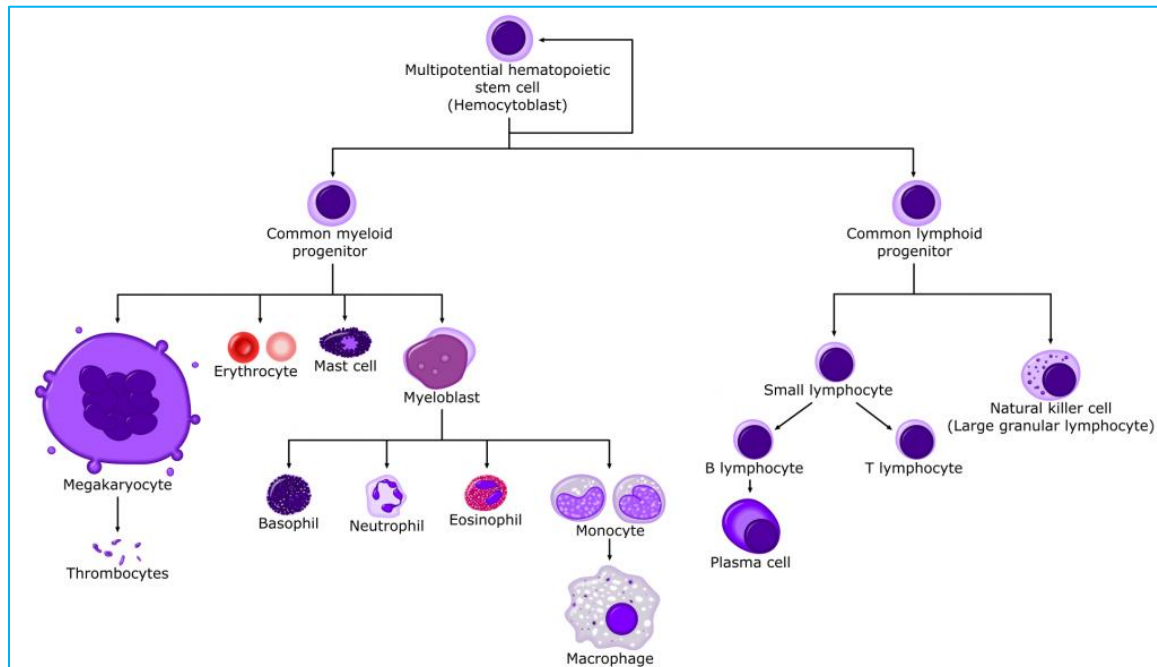 Multipotential hematopoietic
stem cell
(Hemocytoblast)
Common myeloid
progenitor
Common lymphoid
progenitor
Megakaryocyte
Erythrocyte
Mast cell
Myeloblast
Small lymphocyte
Natural killer cell
(Large granular lymphocyte)
Thrombocytes
Basophil
Neutrophil
Eosinophil
Monocyte
Macrophage
B lymphocyte
T lymphocyte
Plasma cell